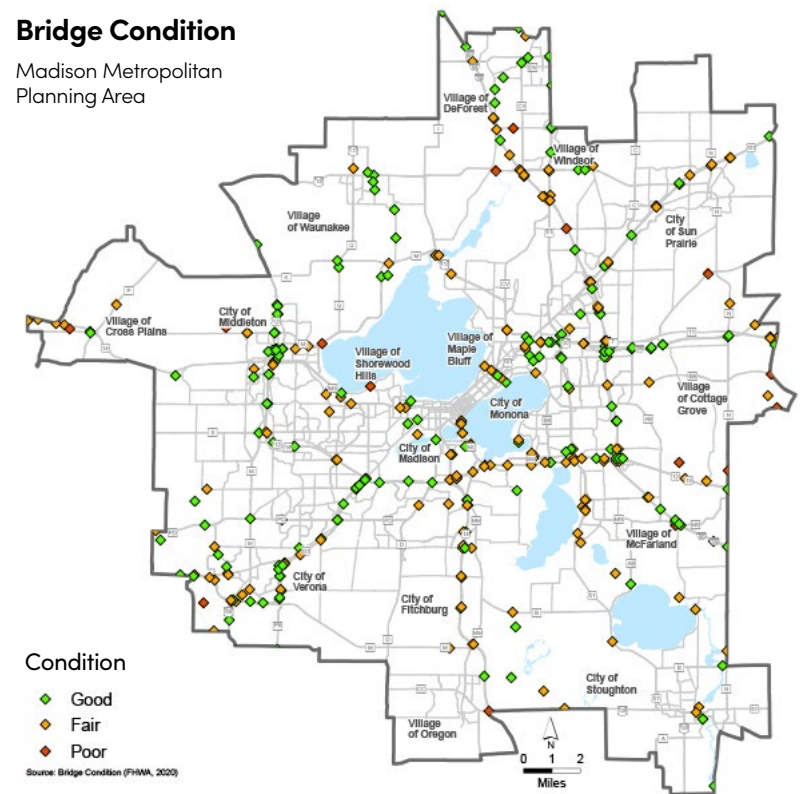 Bridge Condition
Madison Metropolitan
Planning Area
Village of
DeForest
Village of
Windsor
Village
of Waunakee
City
of Sun
Prairie
Village of
Cross Plains
City of
Middleton
Village of
Shorewood
Hills
Village of
Maple
Bluff
City of
Monona
Village
of Cottage
Grove
City of
Madison
Village of
McFarland
City of
Verona
City of
Fitchburg
City of
Stoughton
Village
of Oregon
Condition
Good
Fair
Poor
Source: Bridge Condition (FHWA, 2020)
N
0 1 2
Miles